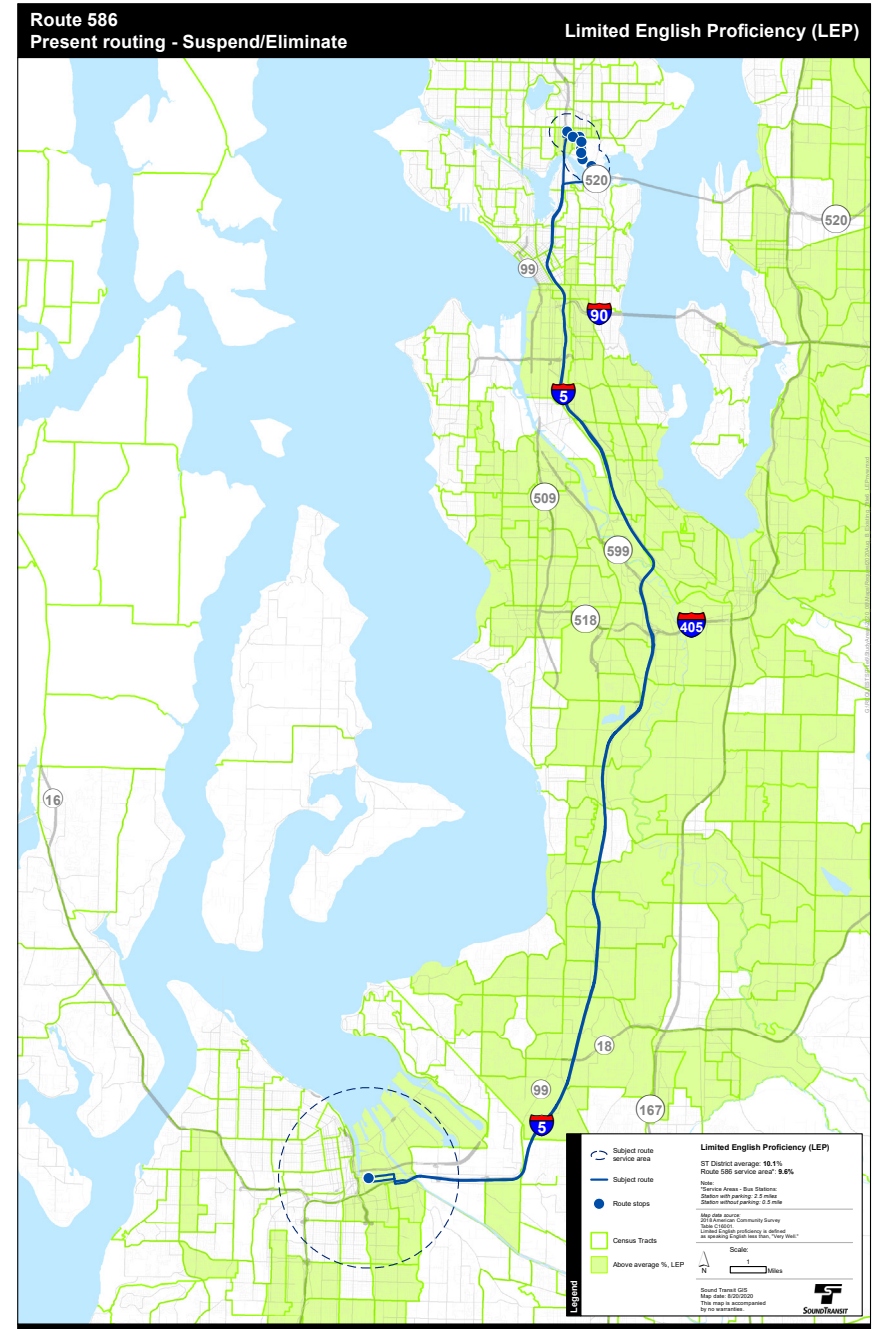 Route 586
Present routing - Suspend/Eliminate
Limited English Proficiency (LEP)
520
520
99
90
5
509
599
518
405
16
18
99
167
5
Legend
Subject route
service area
Subject route
Route stops
Census Tracts
Above average %, LEP
Limited English Proficiency (LEP)
ST District average: 10.1%
Route 586 service area*: 9.6%
Note:
*Service Areas - Bus Stations:
Station with parking: 2.5 miles
Station without parking: 0.5 mile
Map data source:
2018 American Community Survey
Table C16001.
Limited English proficiency is defined
as speaking English less than, "Very Well."
Scale:
1
N
Miles
Sound Transit GIS
Map date: 8/20/2020
This map is accompanied
by no warranties.
SOUNDTRANSIT